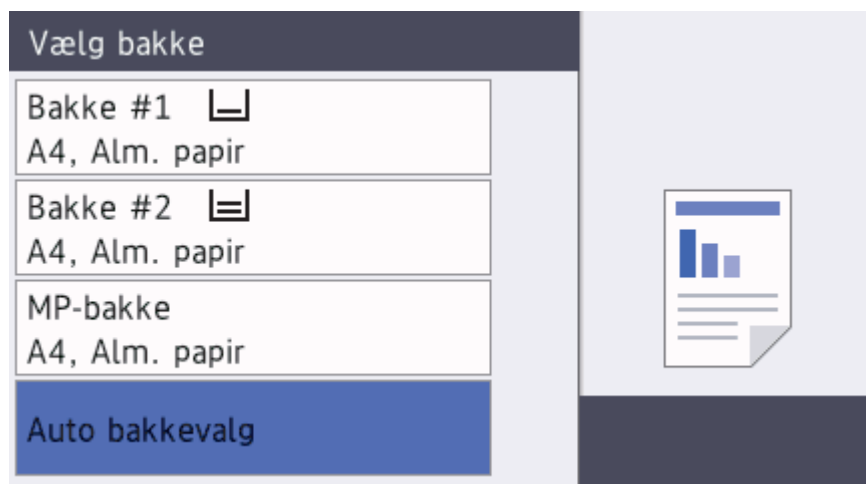 Vælg bakke
Bakke #1
A4, Alm. papir
Bakke #2
A4, Alm. papir
MP-bakke
A4, Alm. papir
Auto bakkevalg